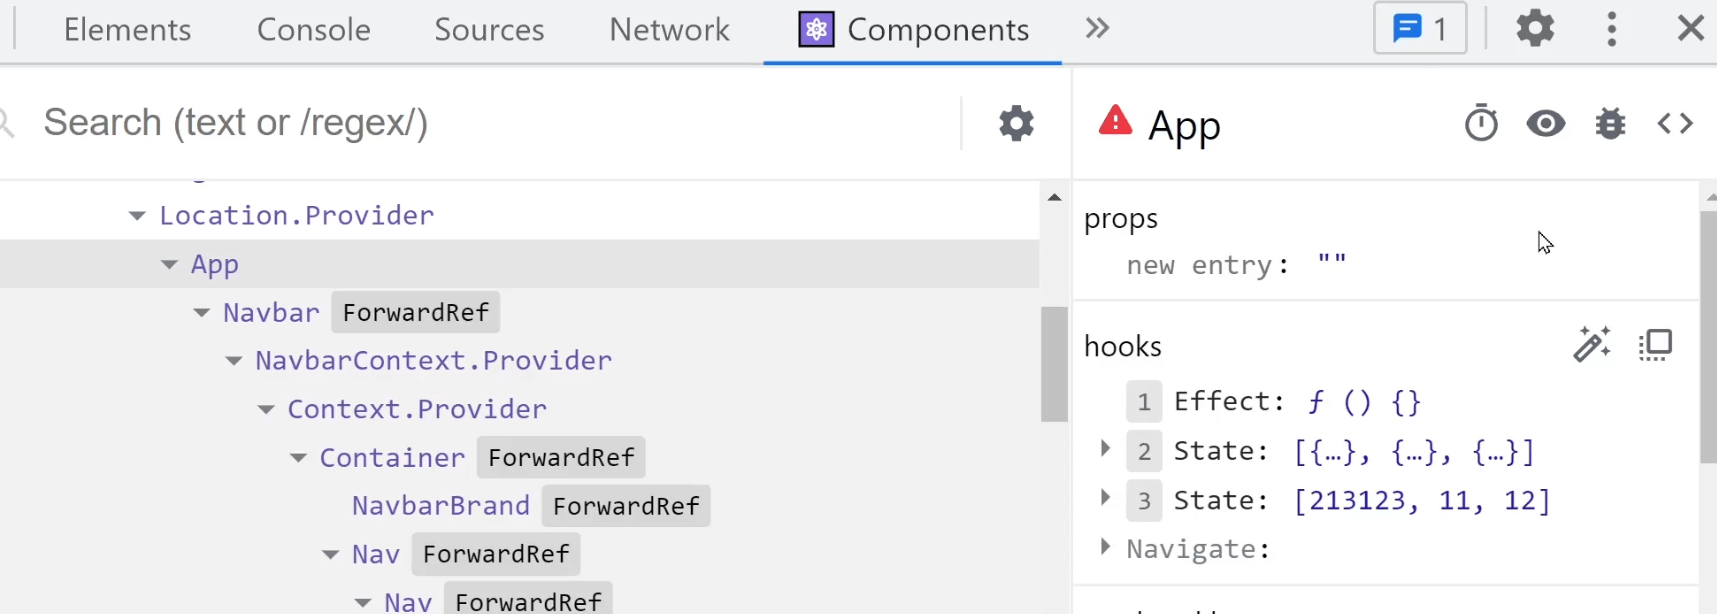 Elements Console Sources Network Components 1
Search (text or /regex/)
App
Location.Provider
App
Navbar ForwardRef
NavbarContext.Provider
Context.Provider
Container ForwardRef
NavbarBrand ForwardRef
Nav ForwardRef
Nav ForwardRef
props
new entry: ""
hooks
1 Effect: ƒ () {}
2 State: [{…}, {…}, {…}]
3 State: [213123, 11, 12]
Navigate: